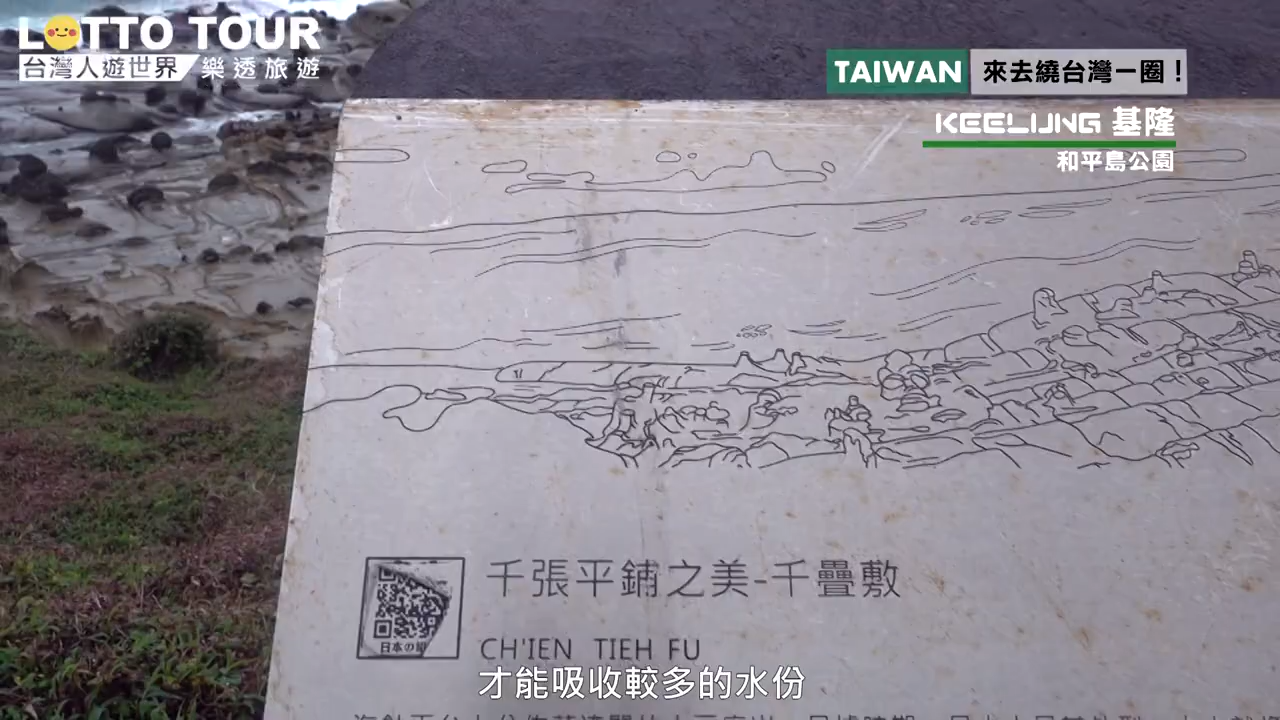 LOTTO TOUR
台灣人遊世界 樂透旅遊
TAIWAN 來去繞台灣一圈！
KEELUNG 基隆
和平島公園
千張平鋪之美-千疊敷
日本の
CH'IEN TIEH FU
才能吸收較多的水份